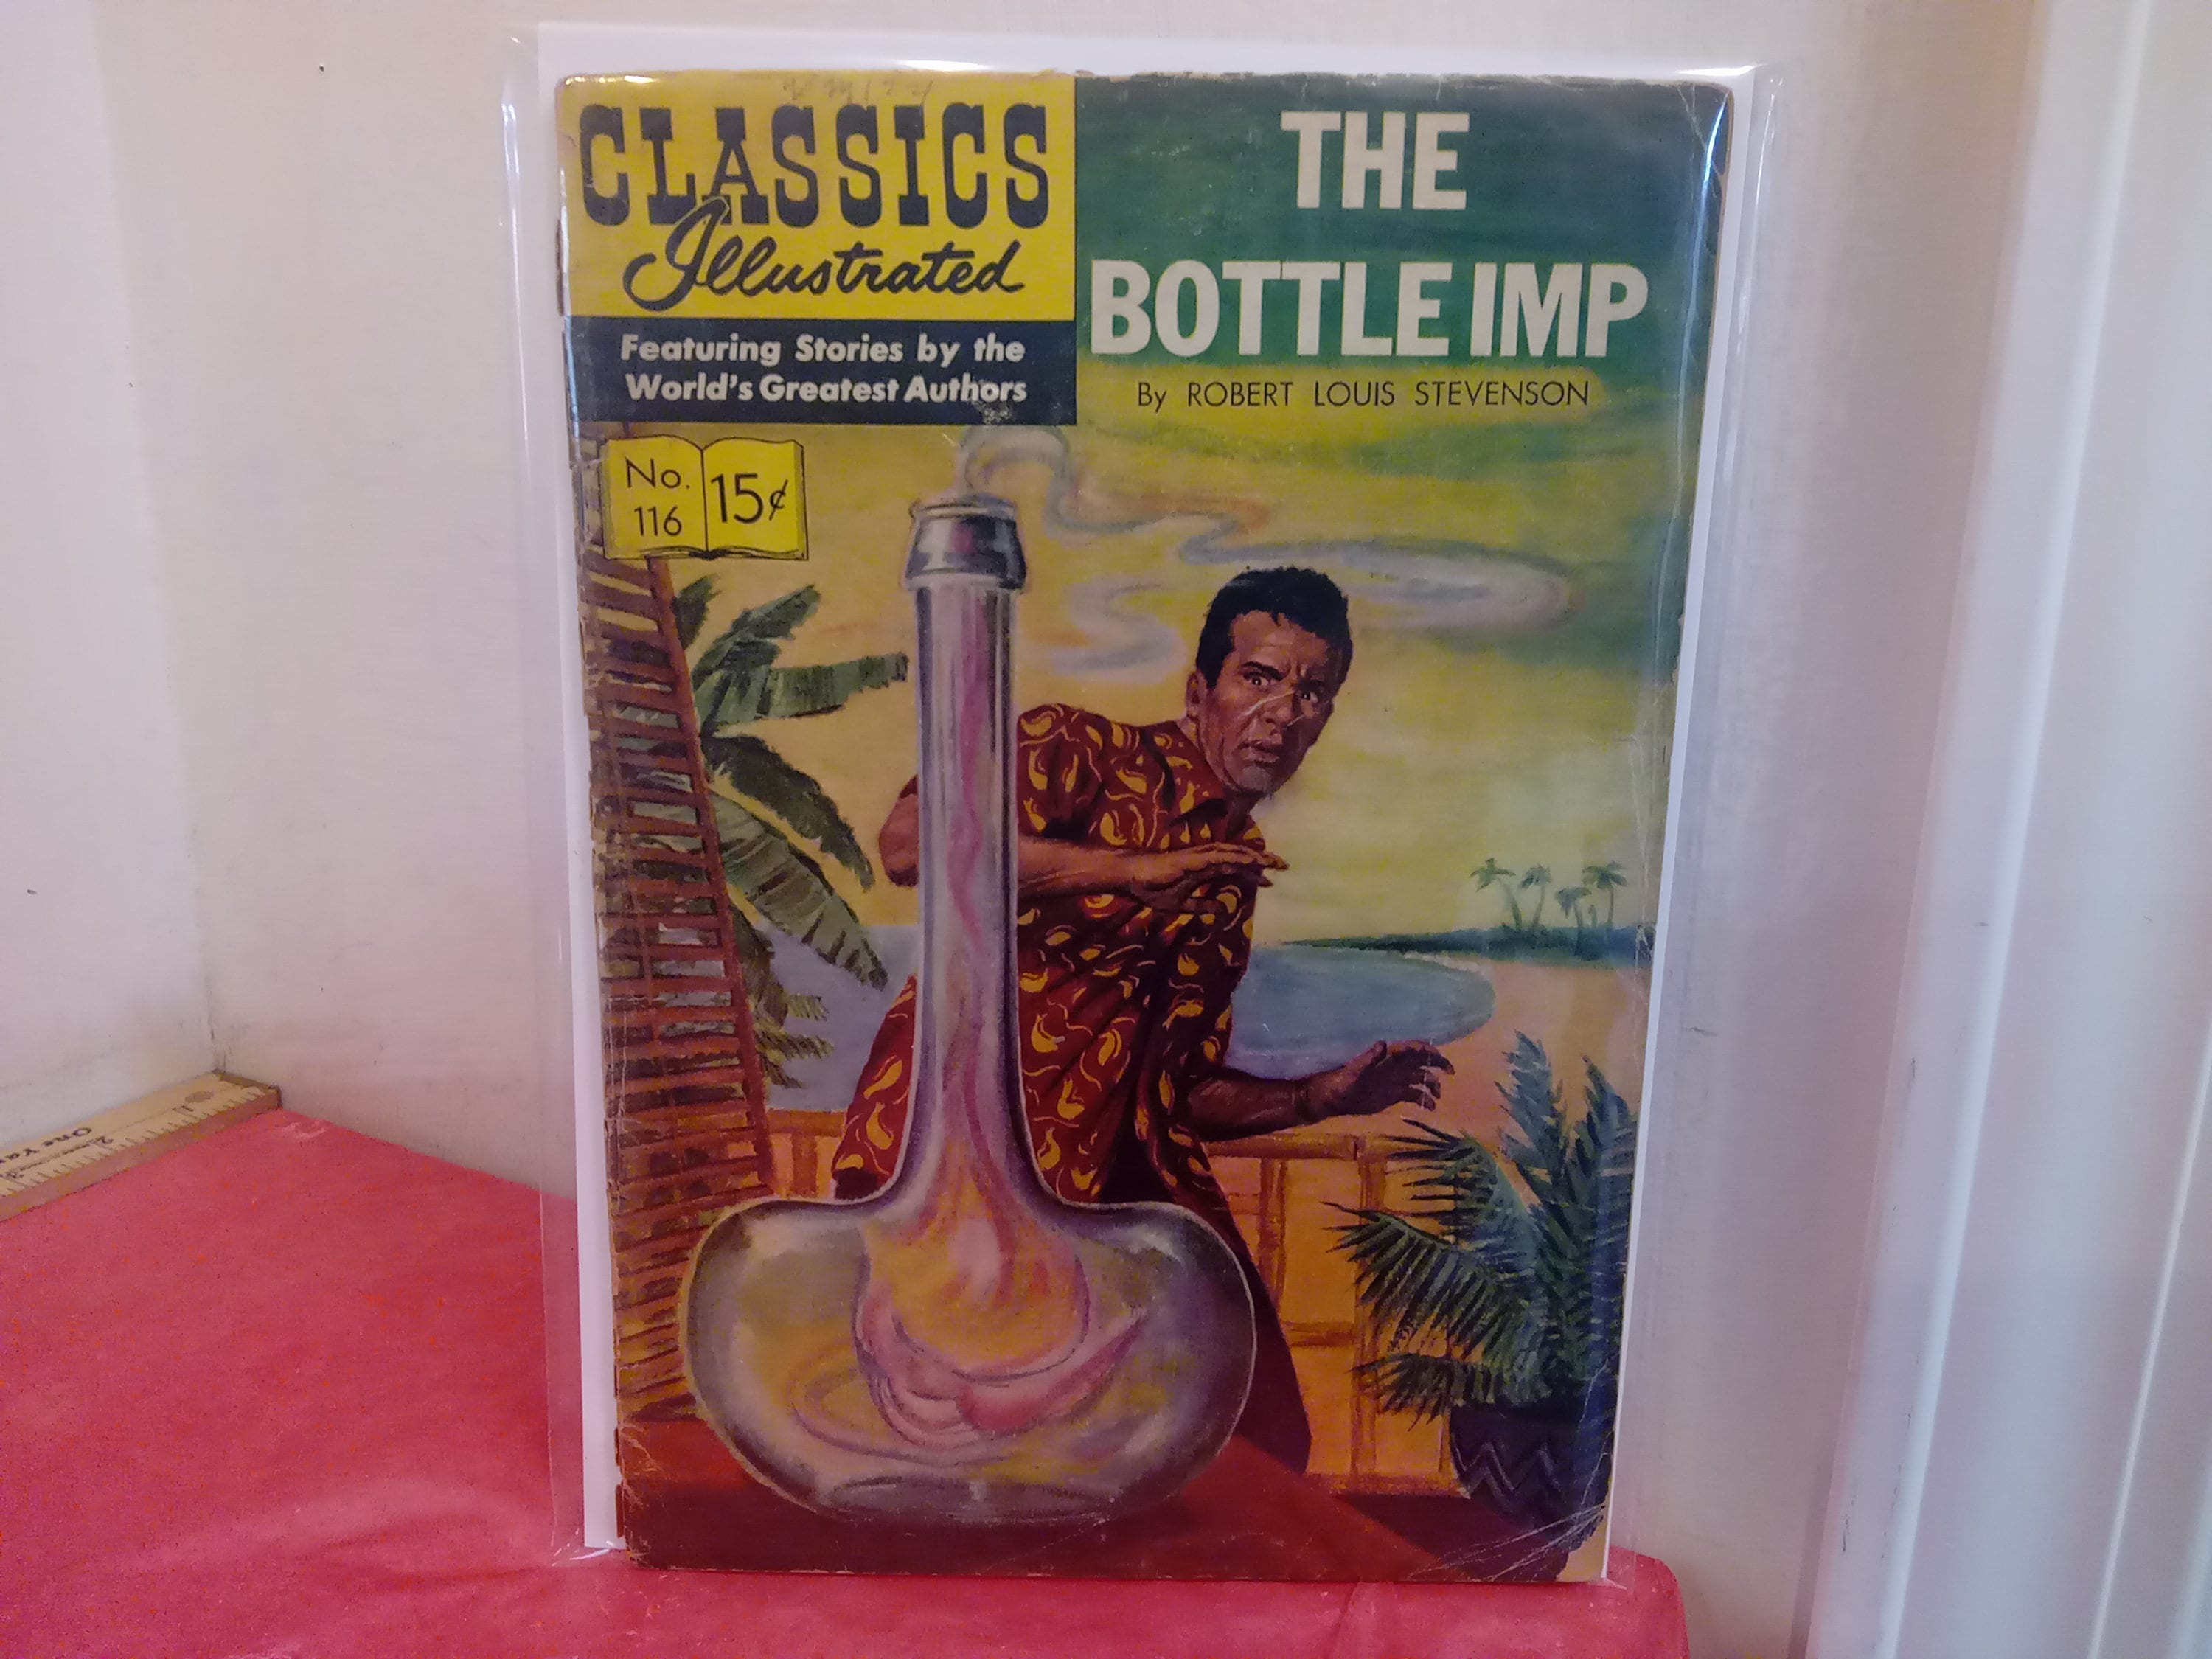 CLASSICS
Illustrated
Featuring Stories by the
World's Greatest Authors
No.
116
15¢
THE
BOTTLE IMP
By ROBERT LOUIS STEVENSON
One